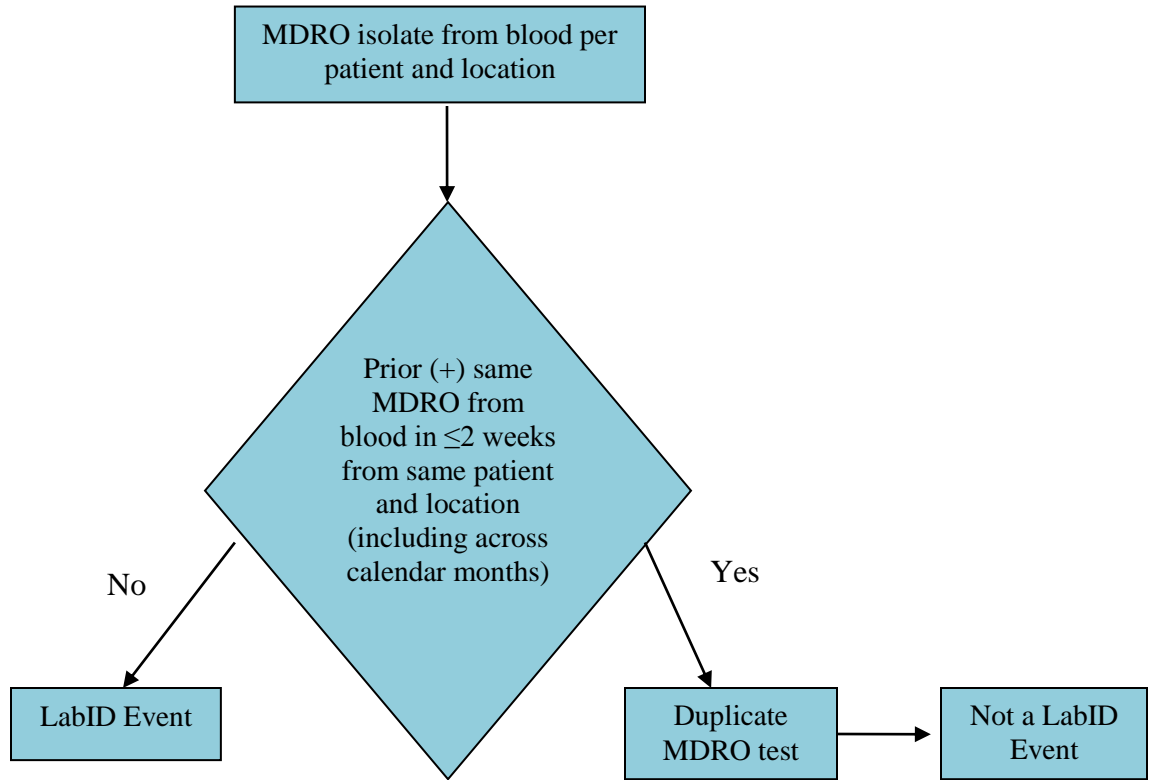 MDRO isolate from blood per
patient and location
Prior (+) same
MDRO from
blood in ≤2 weeks
from same patient
and location
(including across
calendar months)
No
Yes
LabID Event
Duplicate
MDRO test
Not a LabID
Event